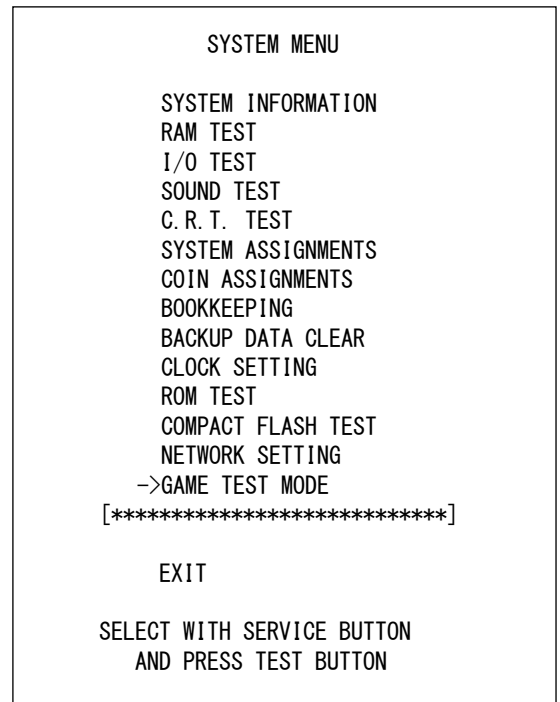 SYSTEM MENU
SYSTEM INFORMATION
RAM TEST
I/O TEST
SOUND TEST
C.R.T. TEST
SYSTEM ASSIGNMENTS
COIN ASSIGNMENTS
BOOKKEEPING
BACKUP DATA CLEAR
CLOCK SETTING
ROM TEST
COMPACT FLASH TEST
NETWORK SETTING
->GAME TEST MODE
[****************************]
EXIT
SELECT WITH SERVICE BUTTON
AND PRESS TEST BUTTON